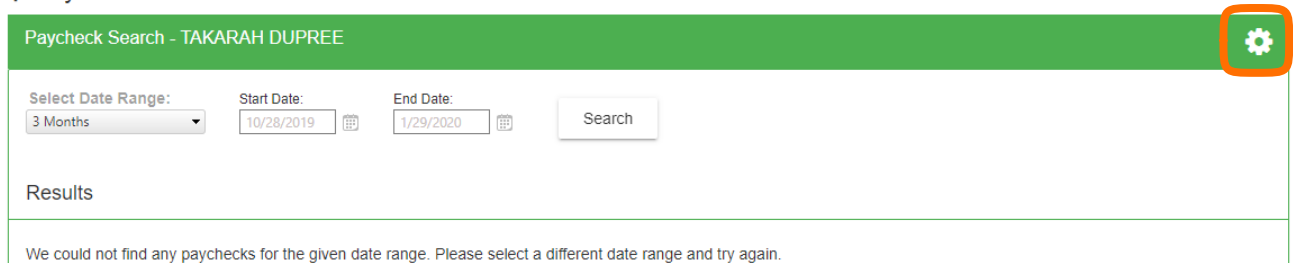 Paycheck Search - TAKARAH DUPREE
Select Date Range: Start Date: End Date:
3 Months 10/28/2019 1/29/2020 Search
Results
We could not find any paychecks for the given date range. Please select a different date range and try again.